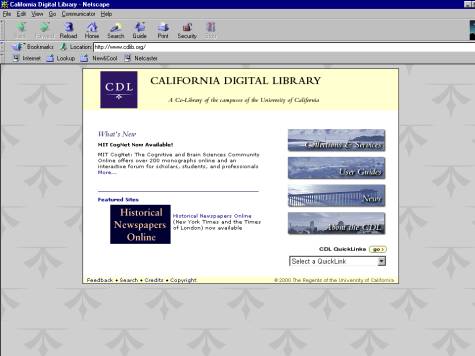 California Digital Library - Netscape
File Edit View Go Communicator Help
Back Forward Reload Home Search Guide Print Security Stop
Bookmarks Location: http://www.cdlib.org/
Internet Lookup New&Cool Netcaster
CDL
CALIFORNIA DIGITAL LIBRARY
A Co-Library of the campuses of the University of California
What's New
MIT CogNet Now Available!
MIT CogNet: The Cognitive and Brain Sciences Community
Online offers over 200 monographs online and an
interactive forum for scholars, students, and professionals
More...
Collections & Services
User Guides
News
About the CDL
Featured Sites
Historical
Newspapers
Online
Historical Newspapers Online
(New York Times and the Times
of London) now available
CDL QuickLinks go
Select a QuickLink
Feedback Search Credits Copyright
© 2000 The Regents of the University of California